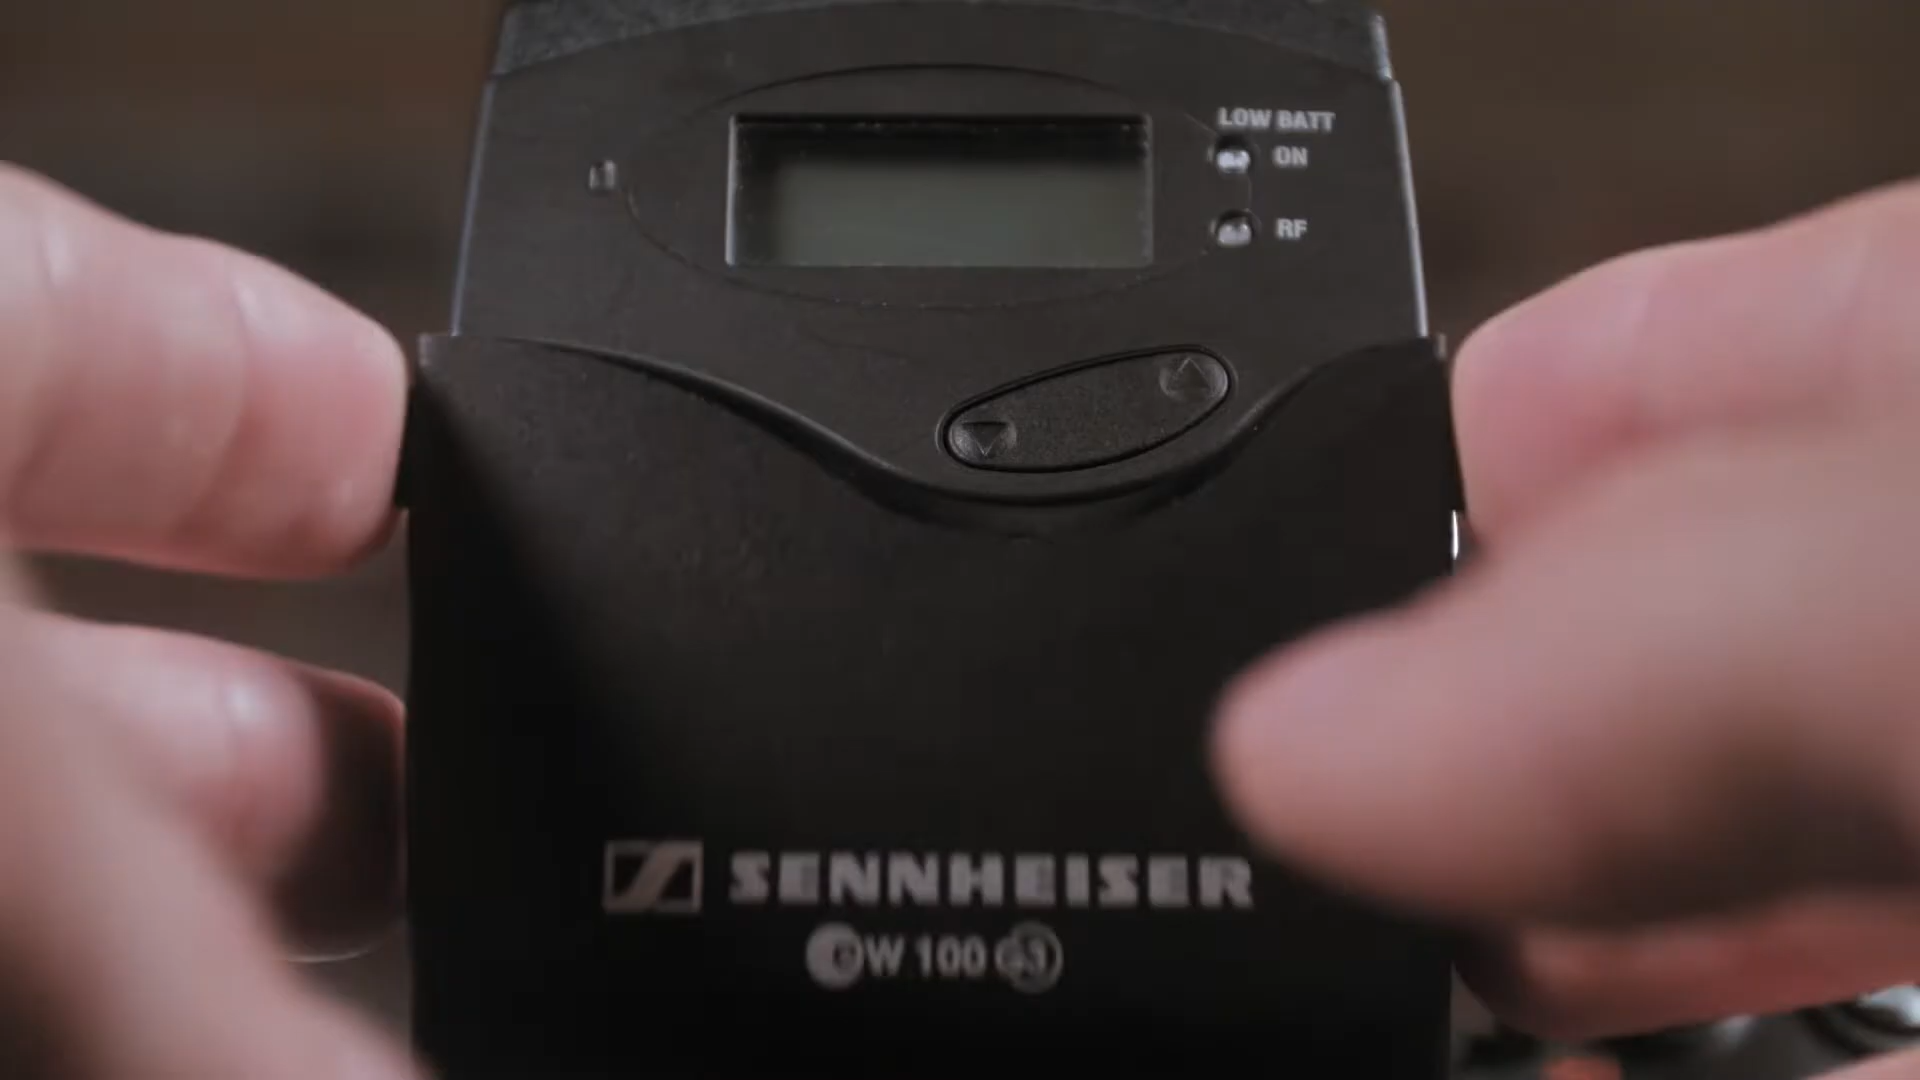 LOW BATT
ON
RF
SENNHEISER
eW 100 G3